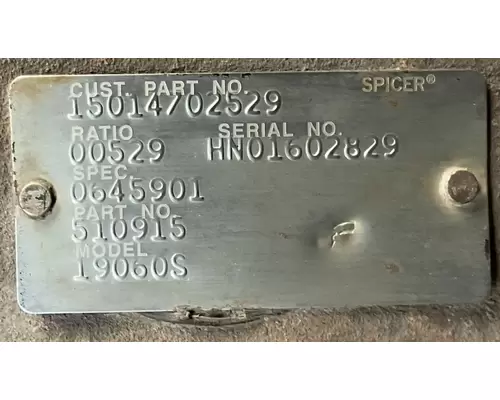 CUST. PART NO. SPICER®
15014702529
RATIO SERIAL NO.
00529 HN01602829
SPEC.
0645901
PART NO.
510915
MODEL
19060S